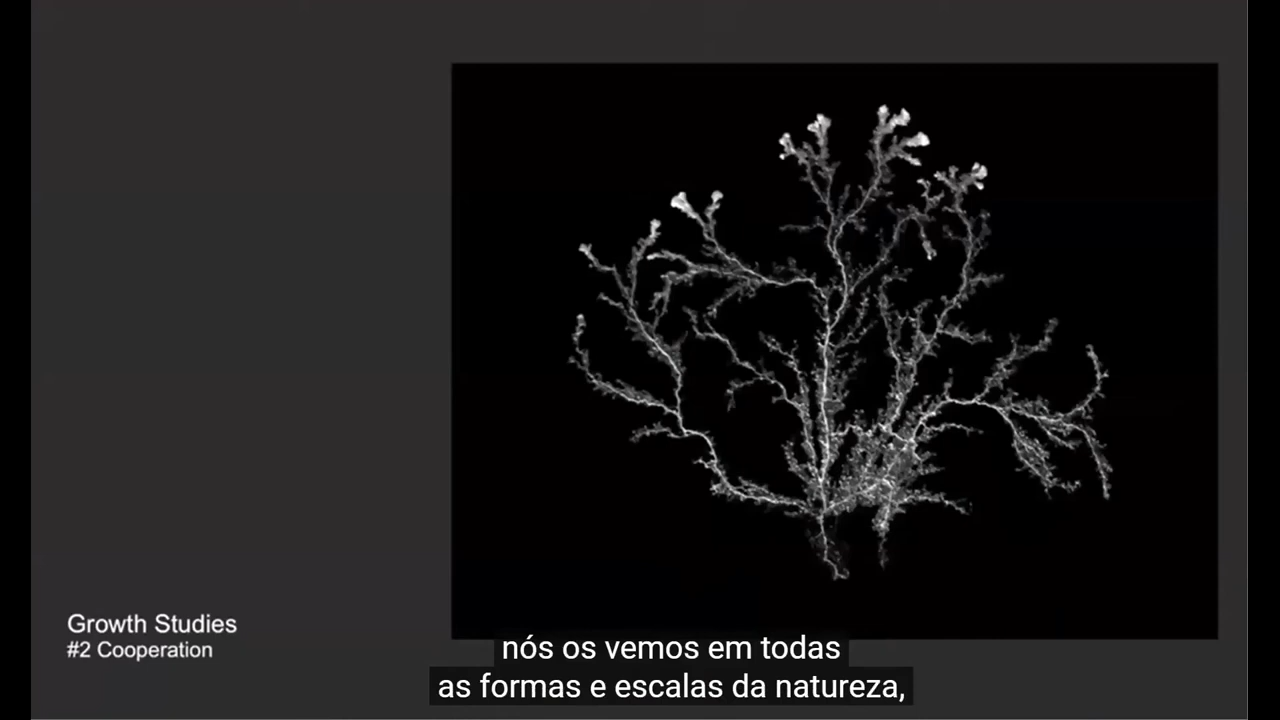 Growth Studies
#2 Cooperation
nós os vemos em todas
as formas e escalas da natureza,